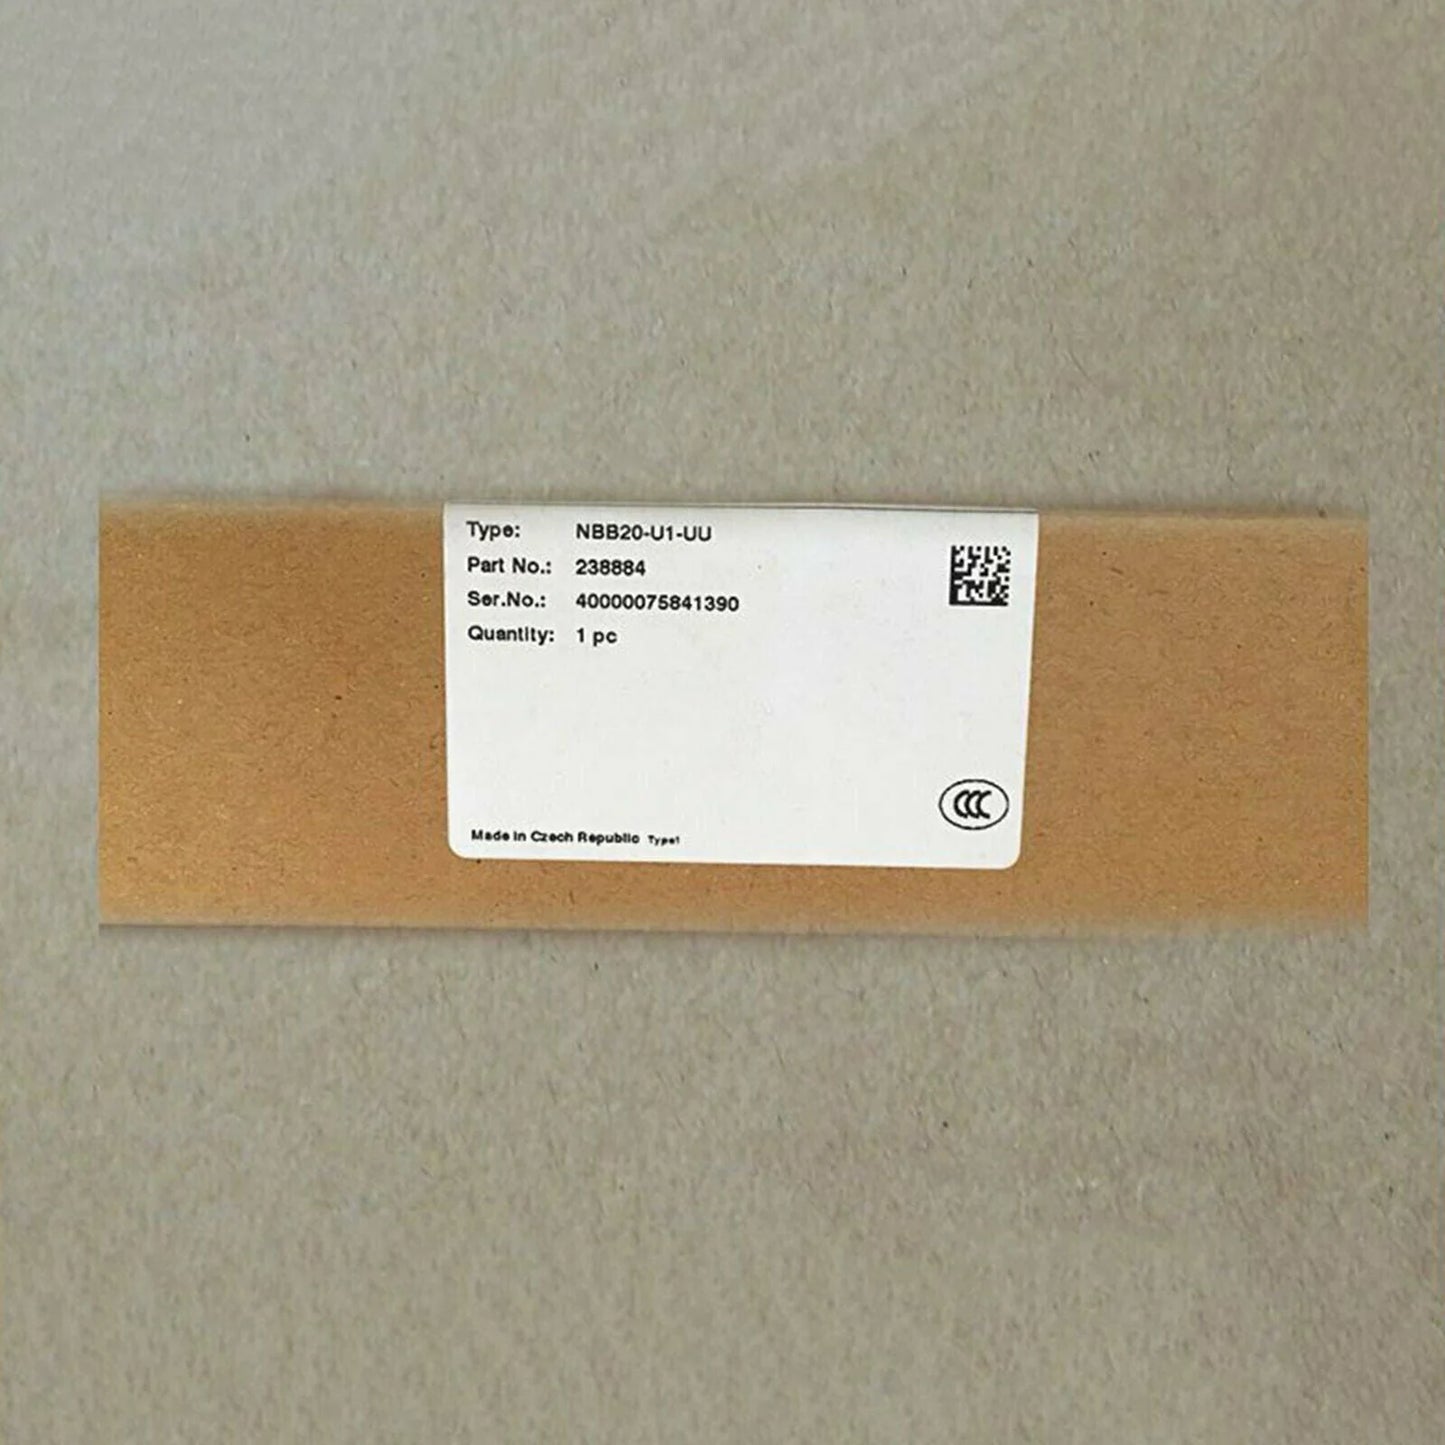 Type: NBB20-U1-UU
Part No.: 238884
Ser.No.: 40000075841390
Quantity: 1 pc
CCC
Made in Czech Republic Type1